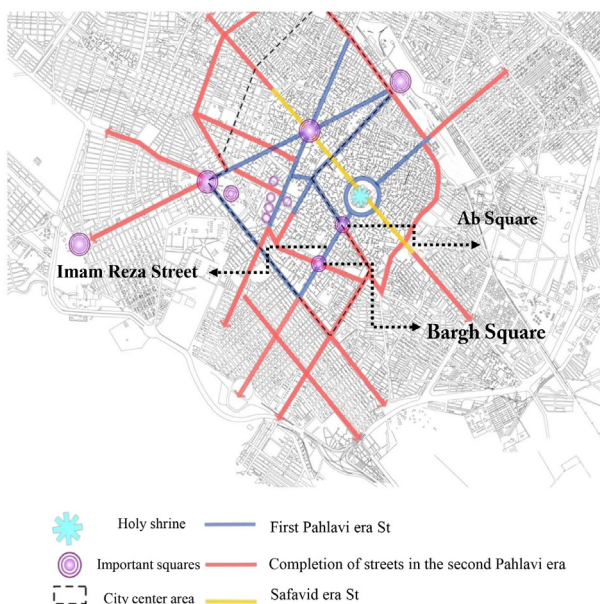 Ab Square
Imam Reza Street
Bargh Square
Holy shrine
First Pahlavi era St
Important squares
Completion of streets in the second Pahlavi era
City center area
Safavid era St